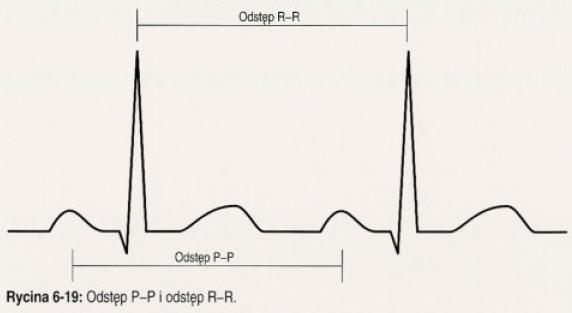 Odstęp R–R
Odstęp P–P
Rycina 6-19: Odstęp P–P i odstęp R–R.